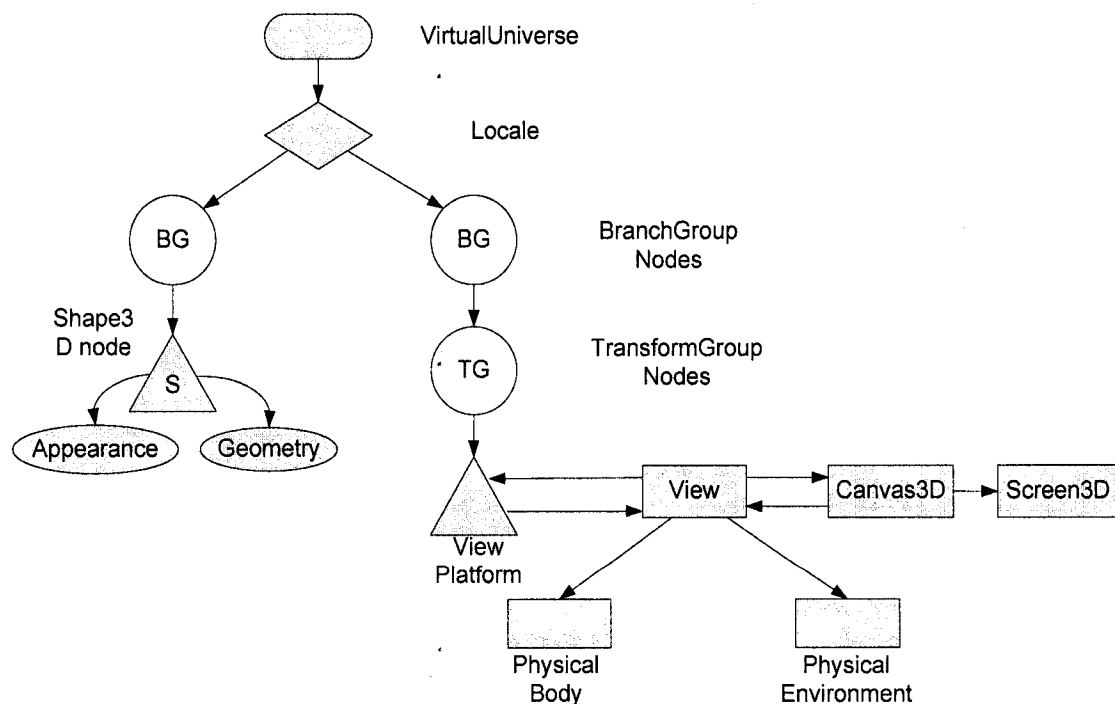 VirtualUniverse
Locale
BG
BG
BranchGroup
Nodes
Shape3
D node
S
TG
TransformGroup
Nodes
Appearance
Geometry
View
Canvas3D
Screen3D
View
Platform
Physical
Body
Physical
Environment